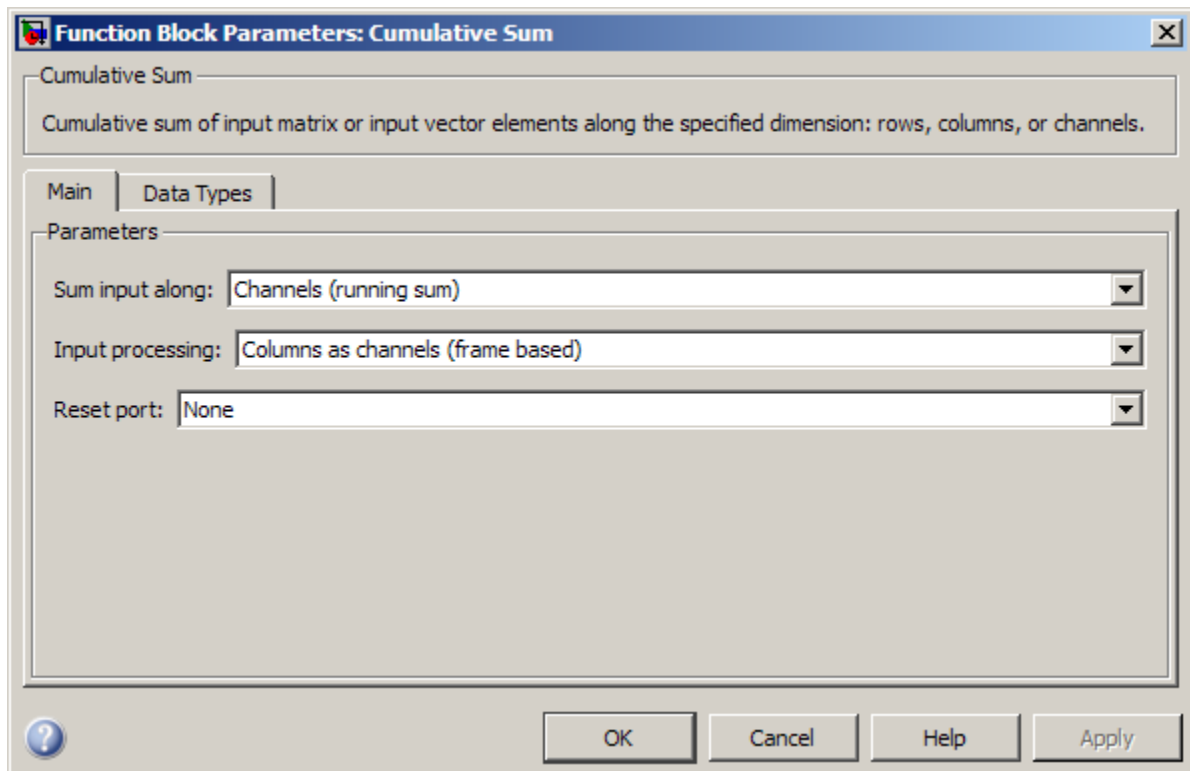 Function Block Parameters: Cumulative Sum
Cumulative Sum
Cumulative sum of input matrix or input vector elements along the specified dimension: rows, columns, or channels.
Main Data Types
Parameters
Sum input along: Channels (running sum)
Input processing: Columns as channels (frame based)
Reset port: None
? OK Cancel Help Apply